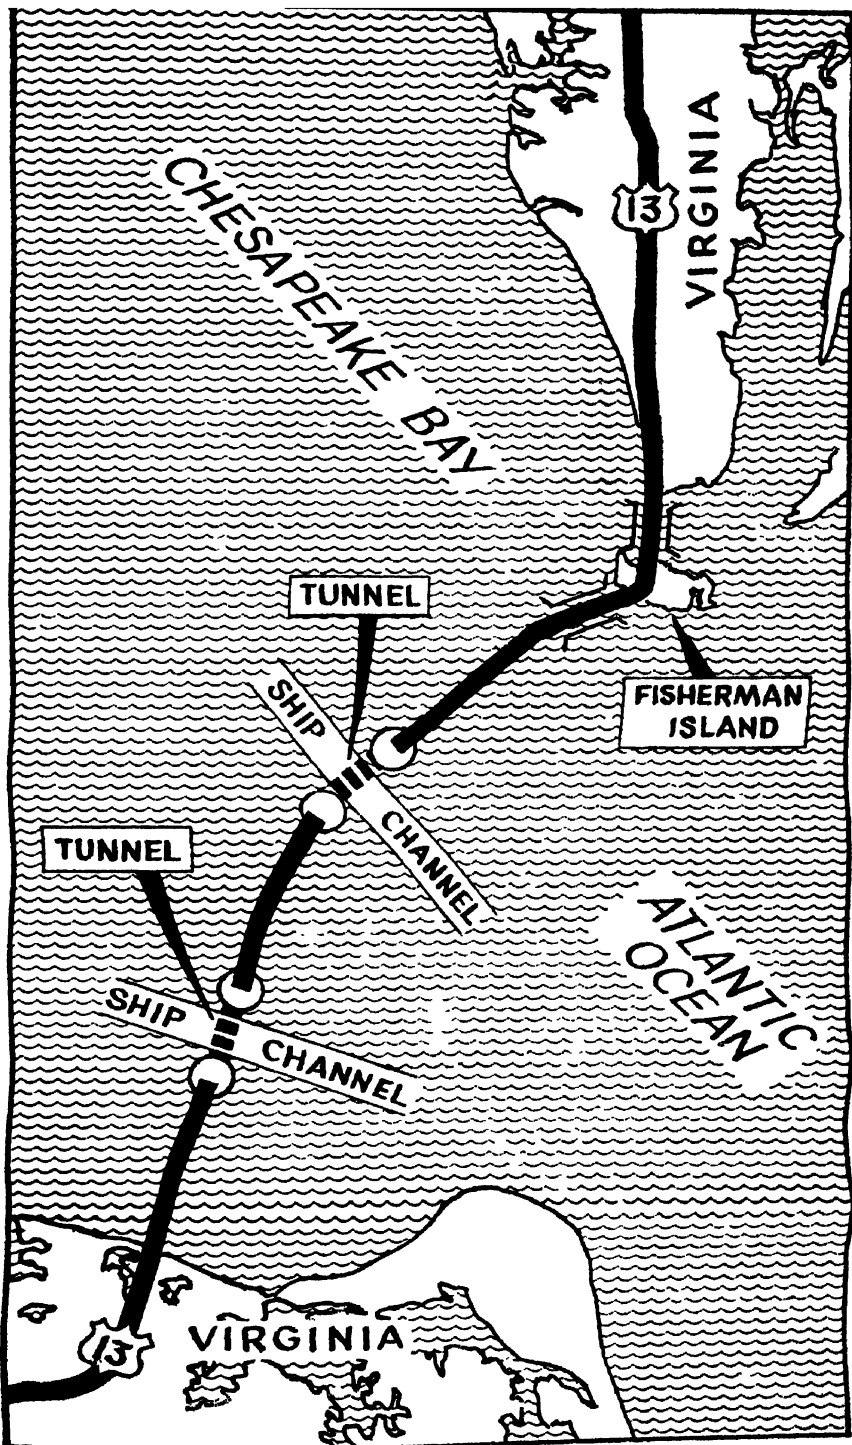 VIRGINIA
13
CHESAPEAKE BAY
TUNNEL
FISHERMAN
ISLAND
SHIP CHANNEL
TUNNEL
ATLANTIC
OCEAN
SHIP CHANNEL
VIRGINIA
13